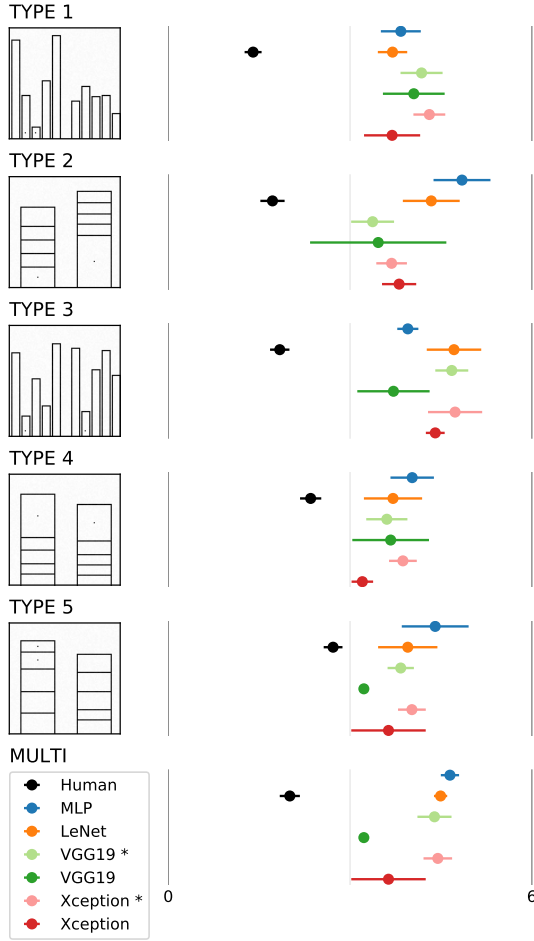 TYPE 1
TYPE 2
TYPE 3
TYPE 4
TYPE 5
MULTI
Human
MLP
LeNet
VGG19 *
VGG19
Xception *
Xception
0 6